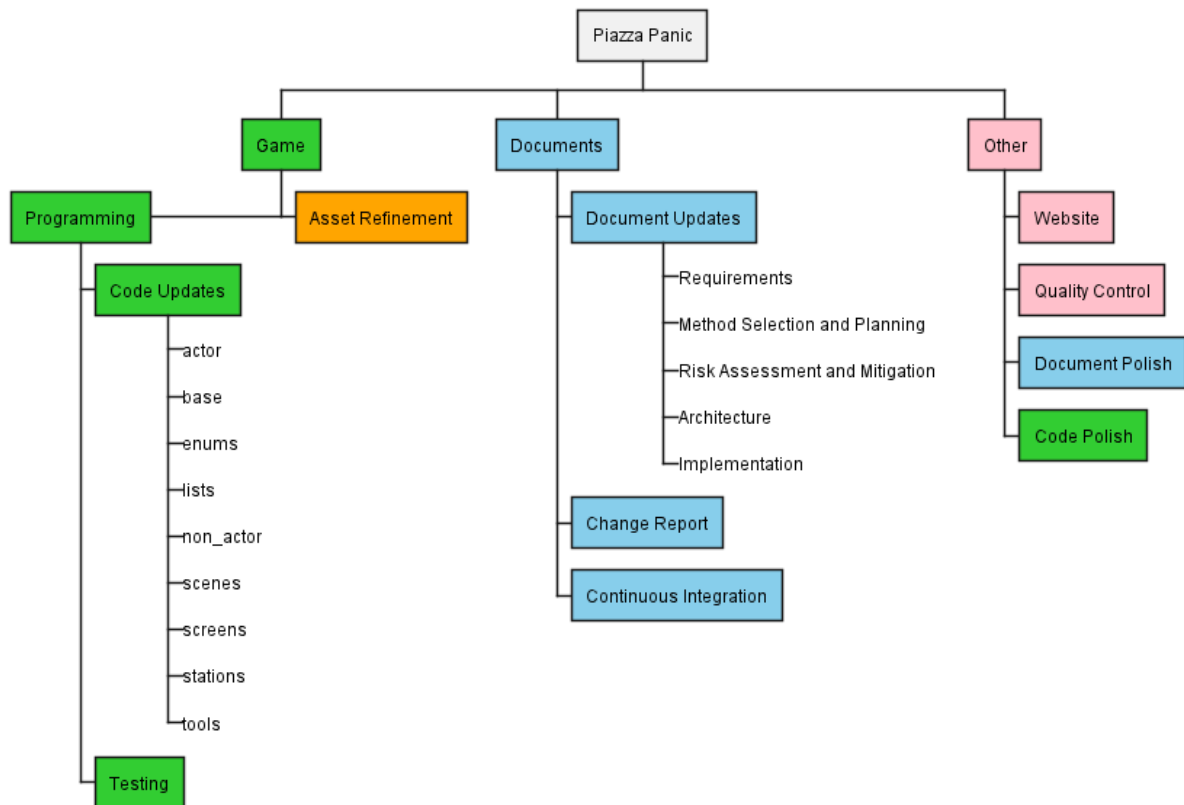 Piazza Panic
Game
Documents
Other
Programming
Asset Refinement
Code Updates
actor
base
enums
lists
non_actor
scenes
screens
stations
tools
Testing
Document Updates
Requirements
Method Selection and Planning
Risk Assessment and Mitigation
Architecture
Implementation
Change Report
Continuous Integration
Website
Quality Control
Document Polish
Code Polish